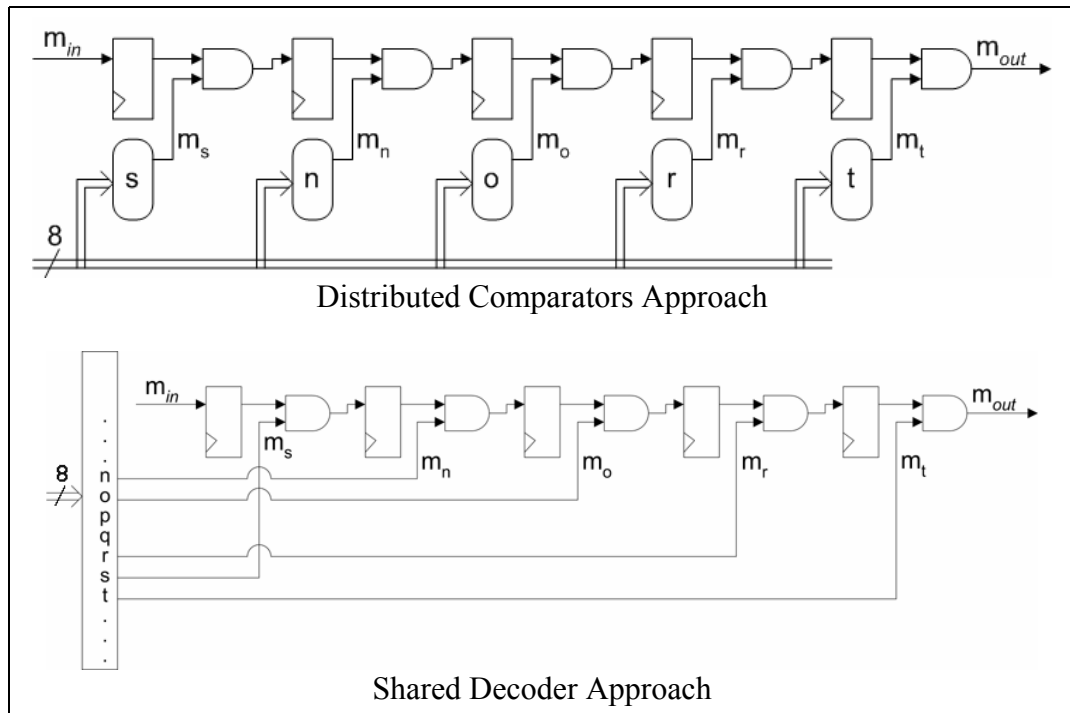 m_in
m_out
m_s
m_n
m_o
m_r
m_t
s
n
o
r
t
8
Distributed Comparators Approach
m_in
m_out
m_s
m_n
m_o
m_r
m_t
8
.
.
.
n
o
p
q
r
s
t
.
.
.
Shared Decoder Approach